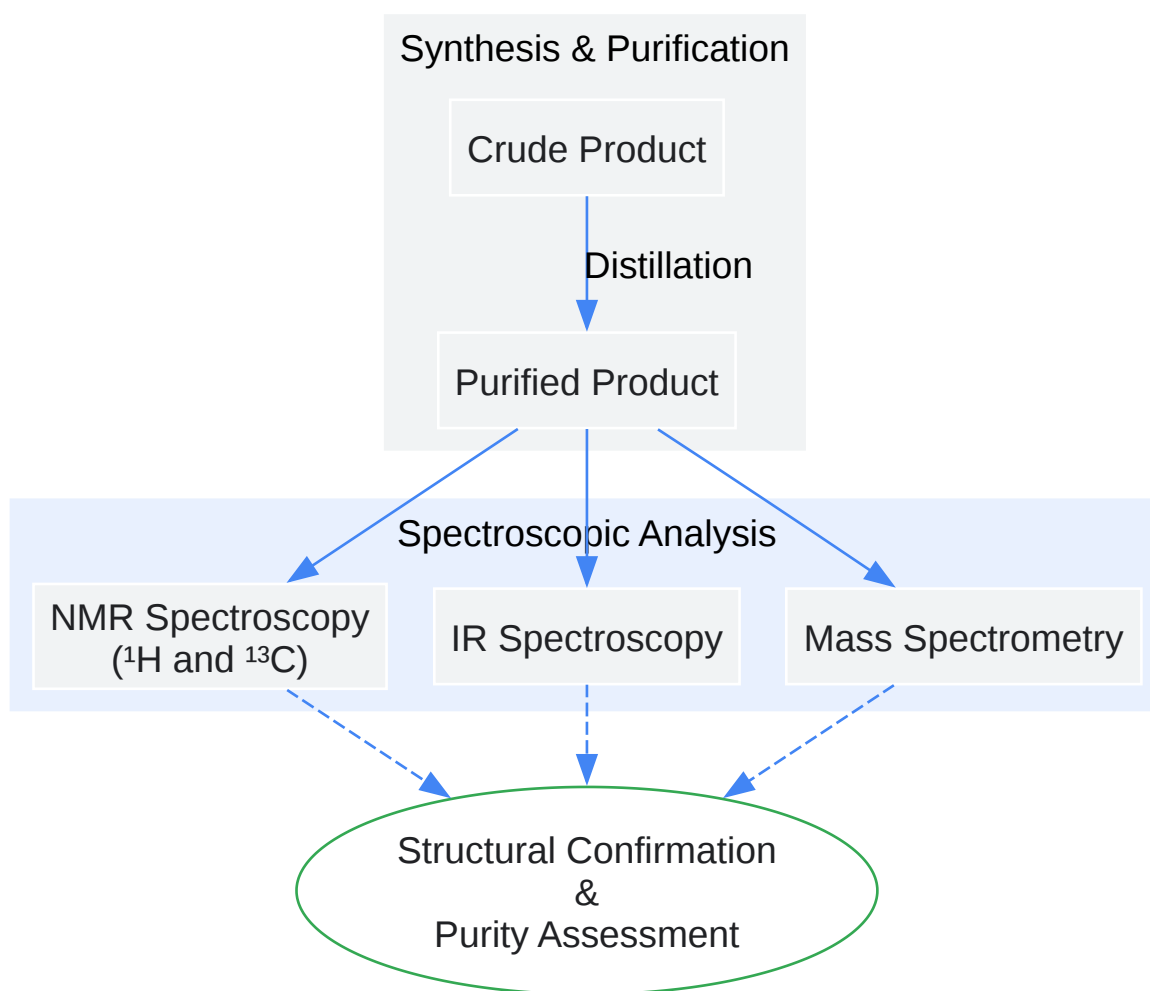 Synthesis & Purification
Crude Product
Distillation
Purified Product
Spectroscopic Analysis
NMR Spectroscopy
(¹H and ¹³C)
IR Spectroscopy
Mass Spectrometry
Structural Confirmation
&
Purity Assessment